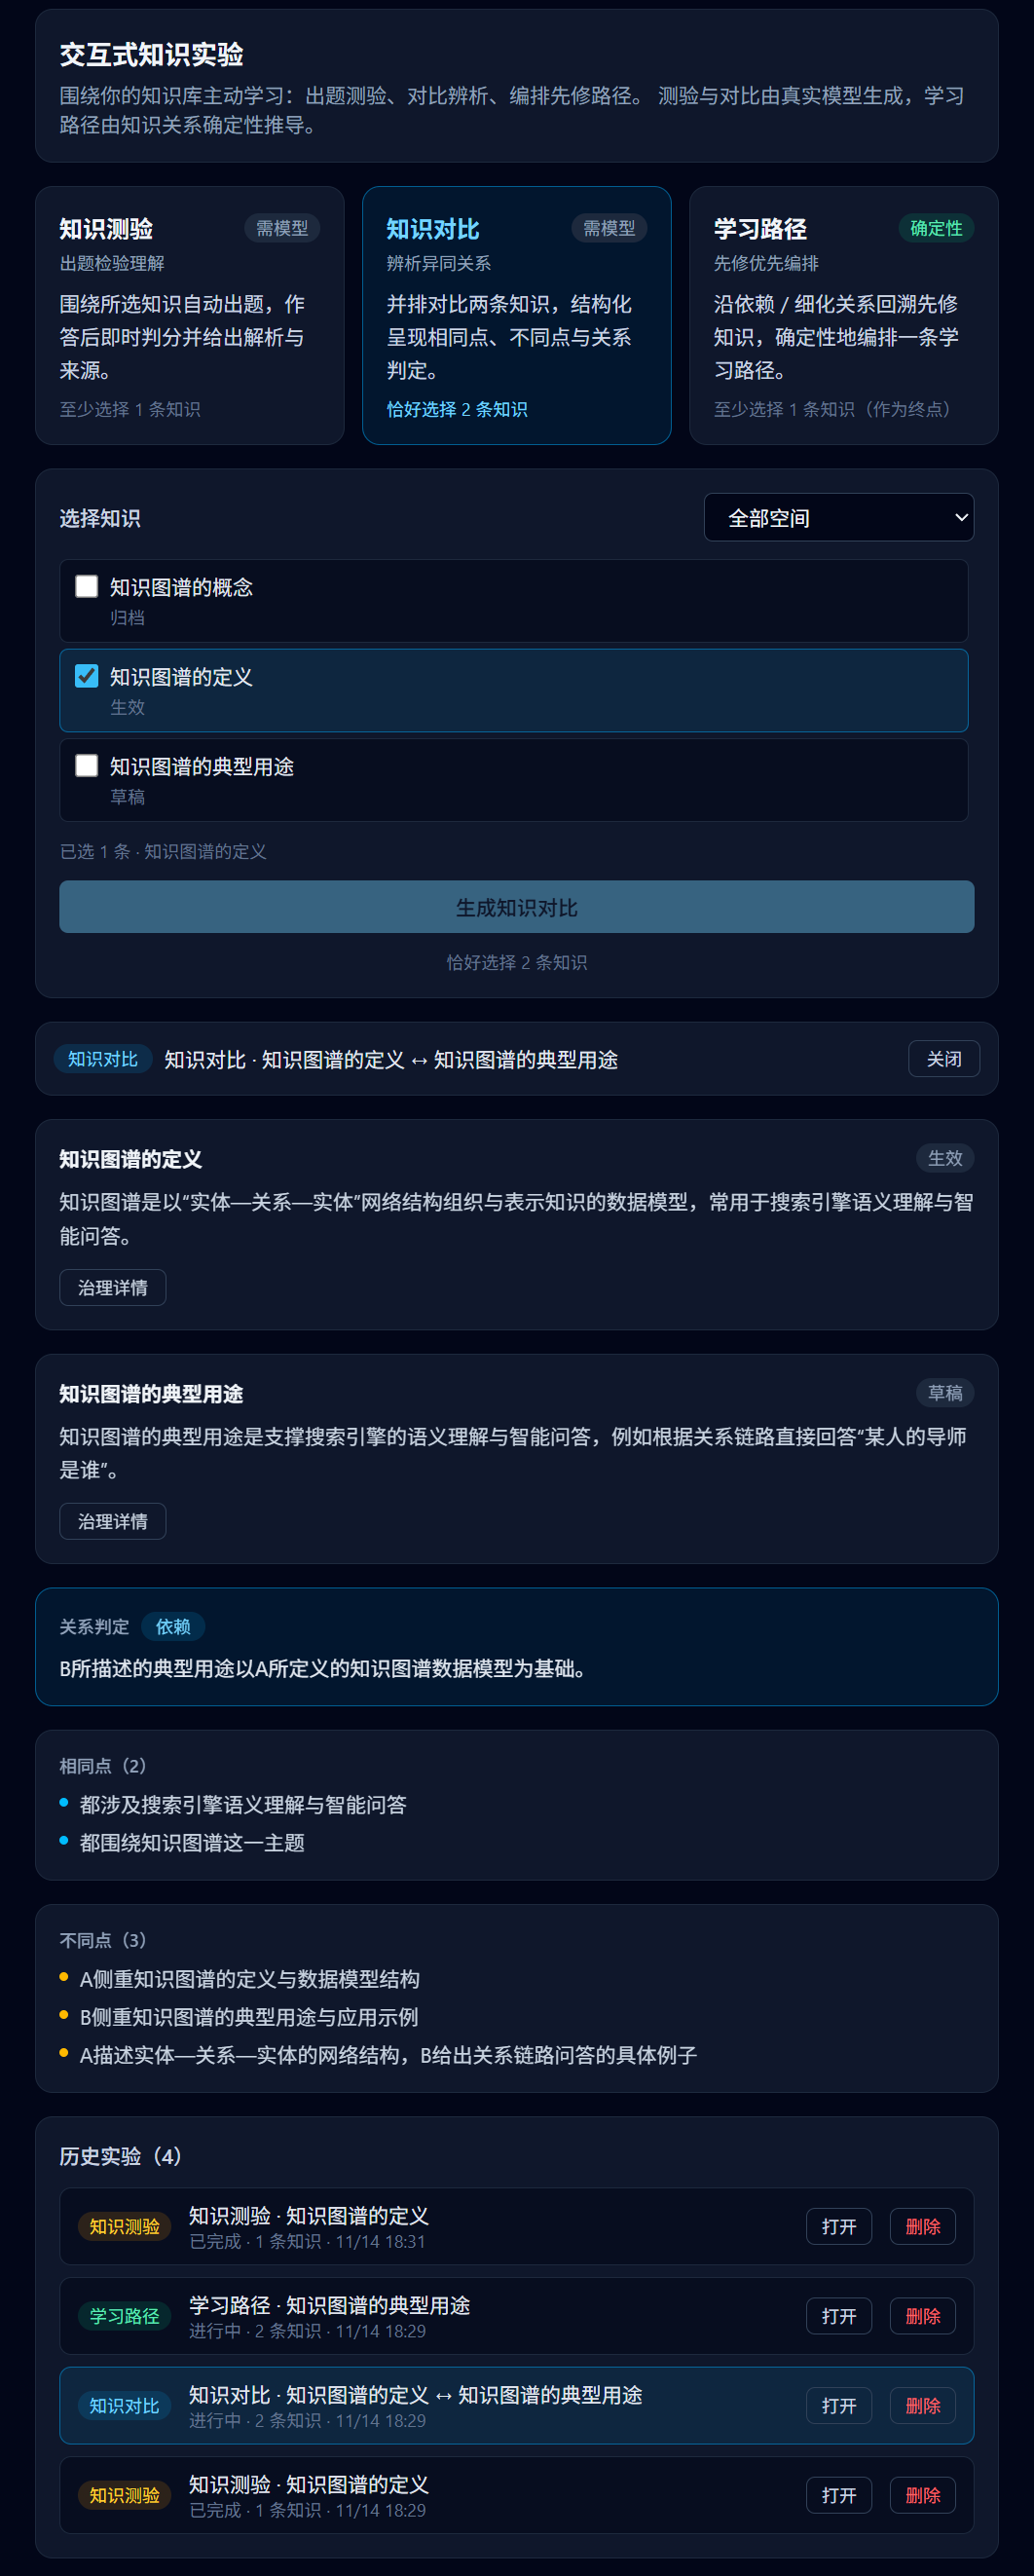 交互式知识实验
围绕你的知识库主动学习：出题测验、对比辨析、编排先修路径。 测验与对比由真实模型生成，学习
路径由知识关系确定性推导。
知识测验
需模型
出题检验理解
围绕所选知识自动出题，作
答后即时判分并给出解析与
来源。
至少选择 1 条知识
知识对比
需模型
辨析异同关系
并排对比两条知识，结构化
呈现相同点、不同点与关系
判定。
恰好选择 2 条知识
学习路径
确定性
先修优先编排
沿依赖 / 细化关系回溯先修
知识，确定性地编排一条学
习路径。
至少选择 1 条知识（作为终点）
选择知识
全部空间
知识图谱的概念
归档
知识图谱的定义
生效
知识图谱的典型用途
草稿
已选 1 条 · 知识图谱的定义
生成知识对比
恰好选择 2 条知识
知识对比 知识对比 · 知识图谱的定义 ↔ 知识图谱的典型用途 关闭
知识图谱的定义 生效
知识图谱是以“实体—关系—实体”网络结构组织与表示知识的数据模型，常用于搜索引擎语义理解与智
能问答。
治理详情
知识图谱的典型用途 草稿
知识图谱的典型用途是支撑搜索引擎的语义理解与智能问答，例如根据关系链路直接回答“某人的导师
是谁”。
治理详情
关系判定 依赖
B所描述的典型用途以A所定义的知识图谱数据模型为基础。
相同点（2）
都涉及搜索引擎语义理解与智能问答
都围绕知识图谱这一主题
不同点（3）
A侧重知识图谱的定义与数据模型结构
B侧重知识图谱的典型用途与应用示例
A描述实体—关系—实体的网络结构，B给出关系链路问答的具体例子
历史实验（4）
知识测验 知识测验 · 知识图谱的定义 打开 删除
已完成 · 1 条知识 · 11/14 18:31
学习路径 学习路径 · 知识图谱的典型用途 打开 删除
进行中 · 2 条知识 · 11/14 18:29
知识对比 知识对比 · 知识图谱的定义 ↔ 知识图谱的典型用途 打开 删除
进行中 · 2 条知识 · 11/14 18:29
知识测验 知识测验 · 知识图谱的定义 打开 删除
已完成 · 1 条知识 · 11/14 18:29